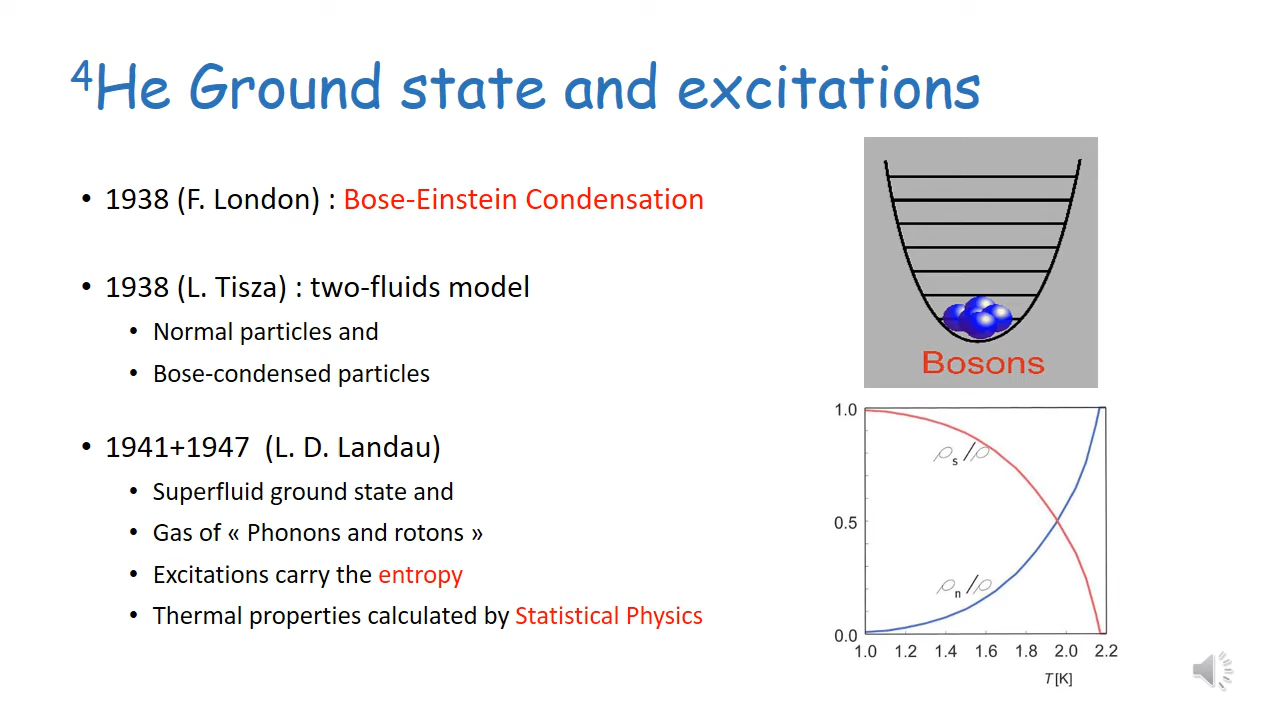 ⁴He Ground state and excitations
• 1938 (F. London) : Bose-Einstein Condensation
• 1938 (L. Tisza) : two-fluids model
• Normal particles and
• Bose-condensed particles
• 1941+1947 (L. D. Landau)
• Superfluid ground state and
• Gas of « Phonons and rotons »
• Excitations carry the entropy
• Thermal properties calculated by Statistical Physics
Bosons
1.0
ρs/ρ
0.5
ρn/ρ
0.0
1.0 1.2 1.4 1.6 1.8 2.0 2.2
T [K]